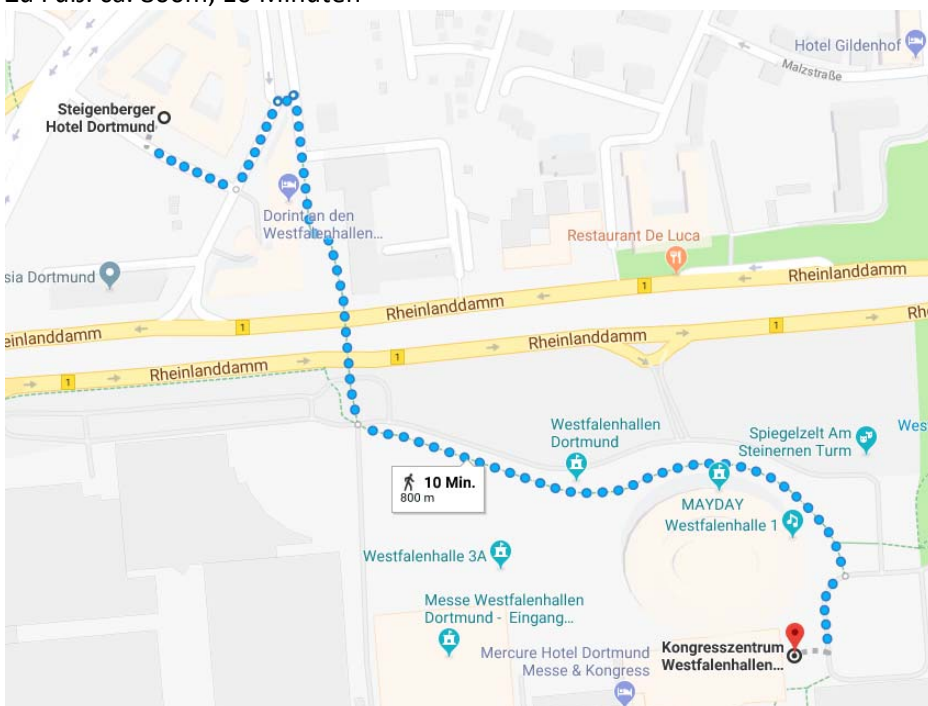 Zu Fuß: ca. 800m, 10 Minuten
Hotel Gildenhof
Malzstraße
Steigenberger
Hotel Dortmund
Dorint an den
Westfalenhallen...
Restaurant De Luca
sia Dortmund
Rheinlanddamm
1
Rheinlanddamm
1
Rheinlanddamm
einlanddamm
1
Rh
Rheinlanddamm
1
Rheinlanddamm
1
Westfalenhallen
Dortmund
Spiegelzelt Am
Steinernen Turm
Wes
10 Min.
800 m
MAYDAY
Westfalenhalle 1
Westfalenhalle 3A
Messe Westfalenhallen
Dortmund - Eingang...
Mercure Hotel Dortmund
Messe & Kongress
Kongresszentrum
Westfalenhallen...